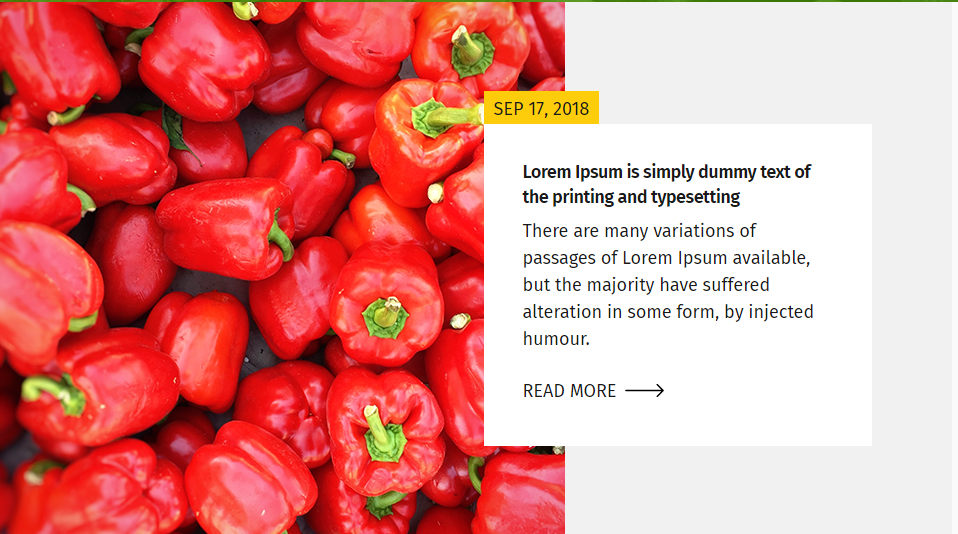 SEP 17, 2018
Lorem Ipsum is simply dummy text of
the printing and typesetting
There are many variations of
passages of Lorem Ipsum available,
but the majority have suffered
alteration in some form, by injected
humour.
READ MORE